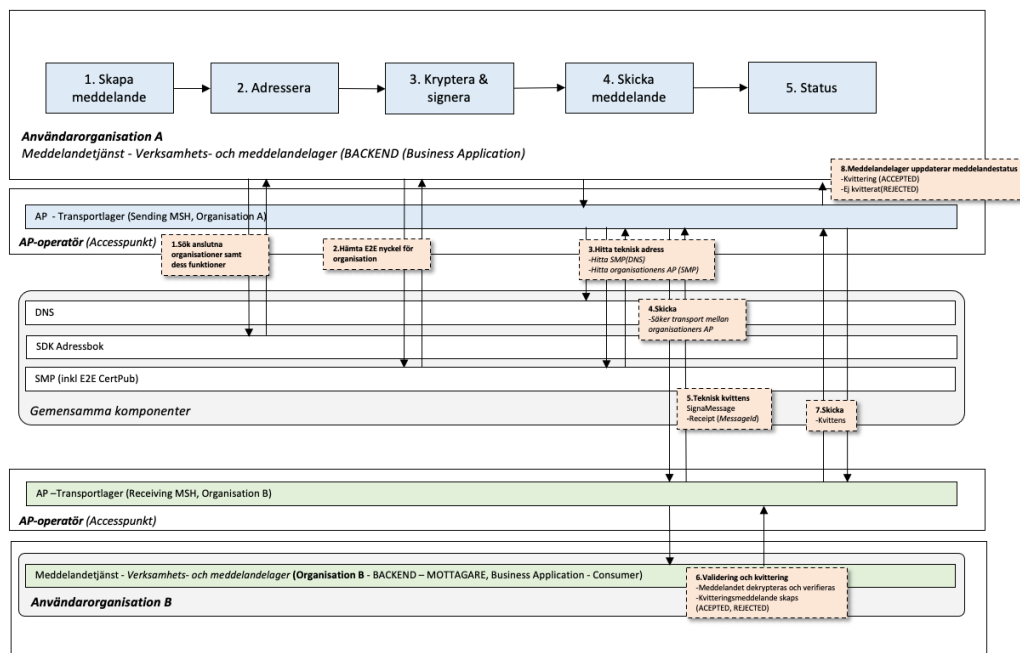 1. Skapa
meddelande
2. Adressera
3. Kryptera &
signera
4. Skicka
meddelande
5. Status
Användarorganisation A
Meddelandetjänst - Verksamhets- och meddelandelager (BACKEND (Business Application)
8.Meddelandelager uppdaterar meddelandestatus
-Kvittering (ACCEPTED)
-Ej kvitterat(REJECTED)
AP - Transportlager (Sending MSH, Organisation A)
AP-operatör (Accesspunkt)
1.Sök anslutna
organisationer samt
dess funktioner
2.Hämta E2E nyckel för
organisation
3.Hitta teknisk adress
-Hitta SMP(DNS)
-Hitta organisationens AP (SMP)
DNS
4.Skicka
-Säker transport mellan
organisationers AP
SDK Adressbok
SMP (inkl E2E CertPub)
Gemensamma komponenter
5.Teknisk kvittens
SignaMessage
-Receipt (MessageId)
7.Skicka
-Kvittens
AP –Transportlager (Receiving MSH, Organisation B)
AP-operatör (Accesspunkt)
Meddelandetjänst - Verksamhets- och meddelandelager (Organisation B - BACKEND – MOTTAGARE, Business Application - Consumer)
6.Validering och kvittering
-Meddelandet dekrypteras och verifieras
-Kvitteringsmeddelande skaps
(ACEPTED, REJECTED)
Användarorganisation B